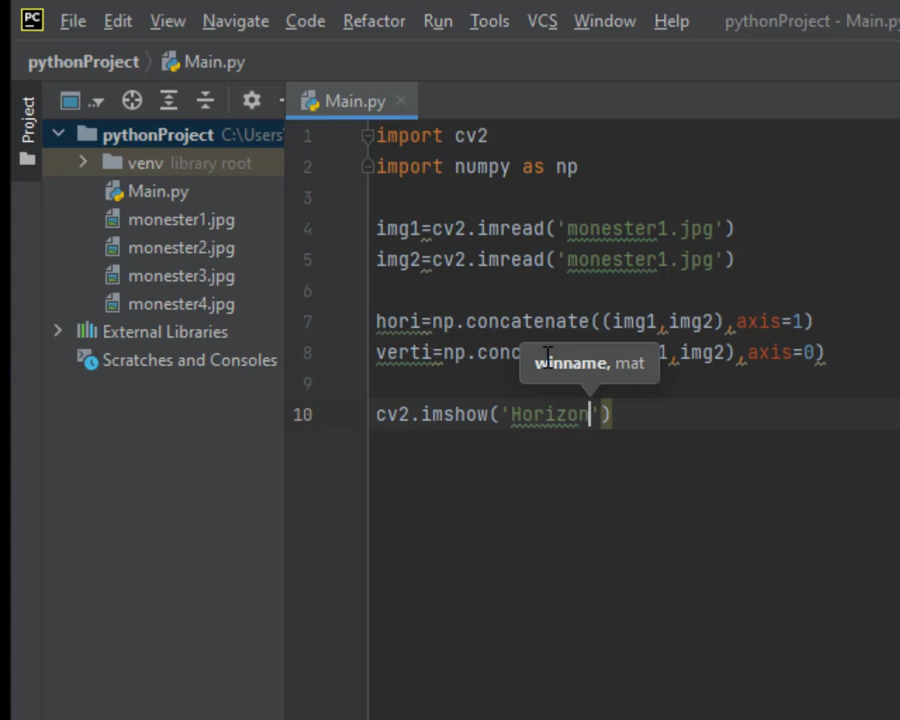 PC File Edit View Navigate Code Refactor Run Tools VCS Window Help pythonProject - Main.py
pythonProject Main.py
Project
Main.py
pythonProject C:\Users
venv library root
Main.py
monester1.jpg
monester2.jpg
monester3.jpg
monester4.jpg
External Libraries
Scratches and Consoles
1 import cv2
2 import numpy as np
3
4 img1=cv2.imread('monester1.jpg')
5 img2=cv2.imread('monester1.jpg')
6
7 hori=np.concatenate((img1,img2),axis=1)
8 verti=np.conc 1,img2),axis=0)
winname, mat
9
10 cv2.imshow('Horizon')